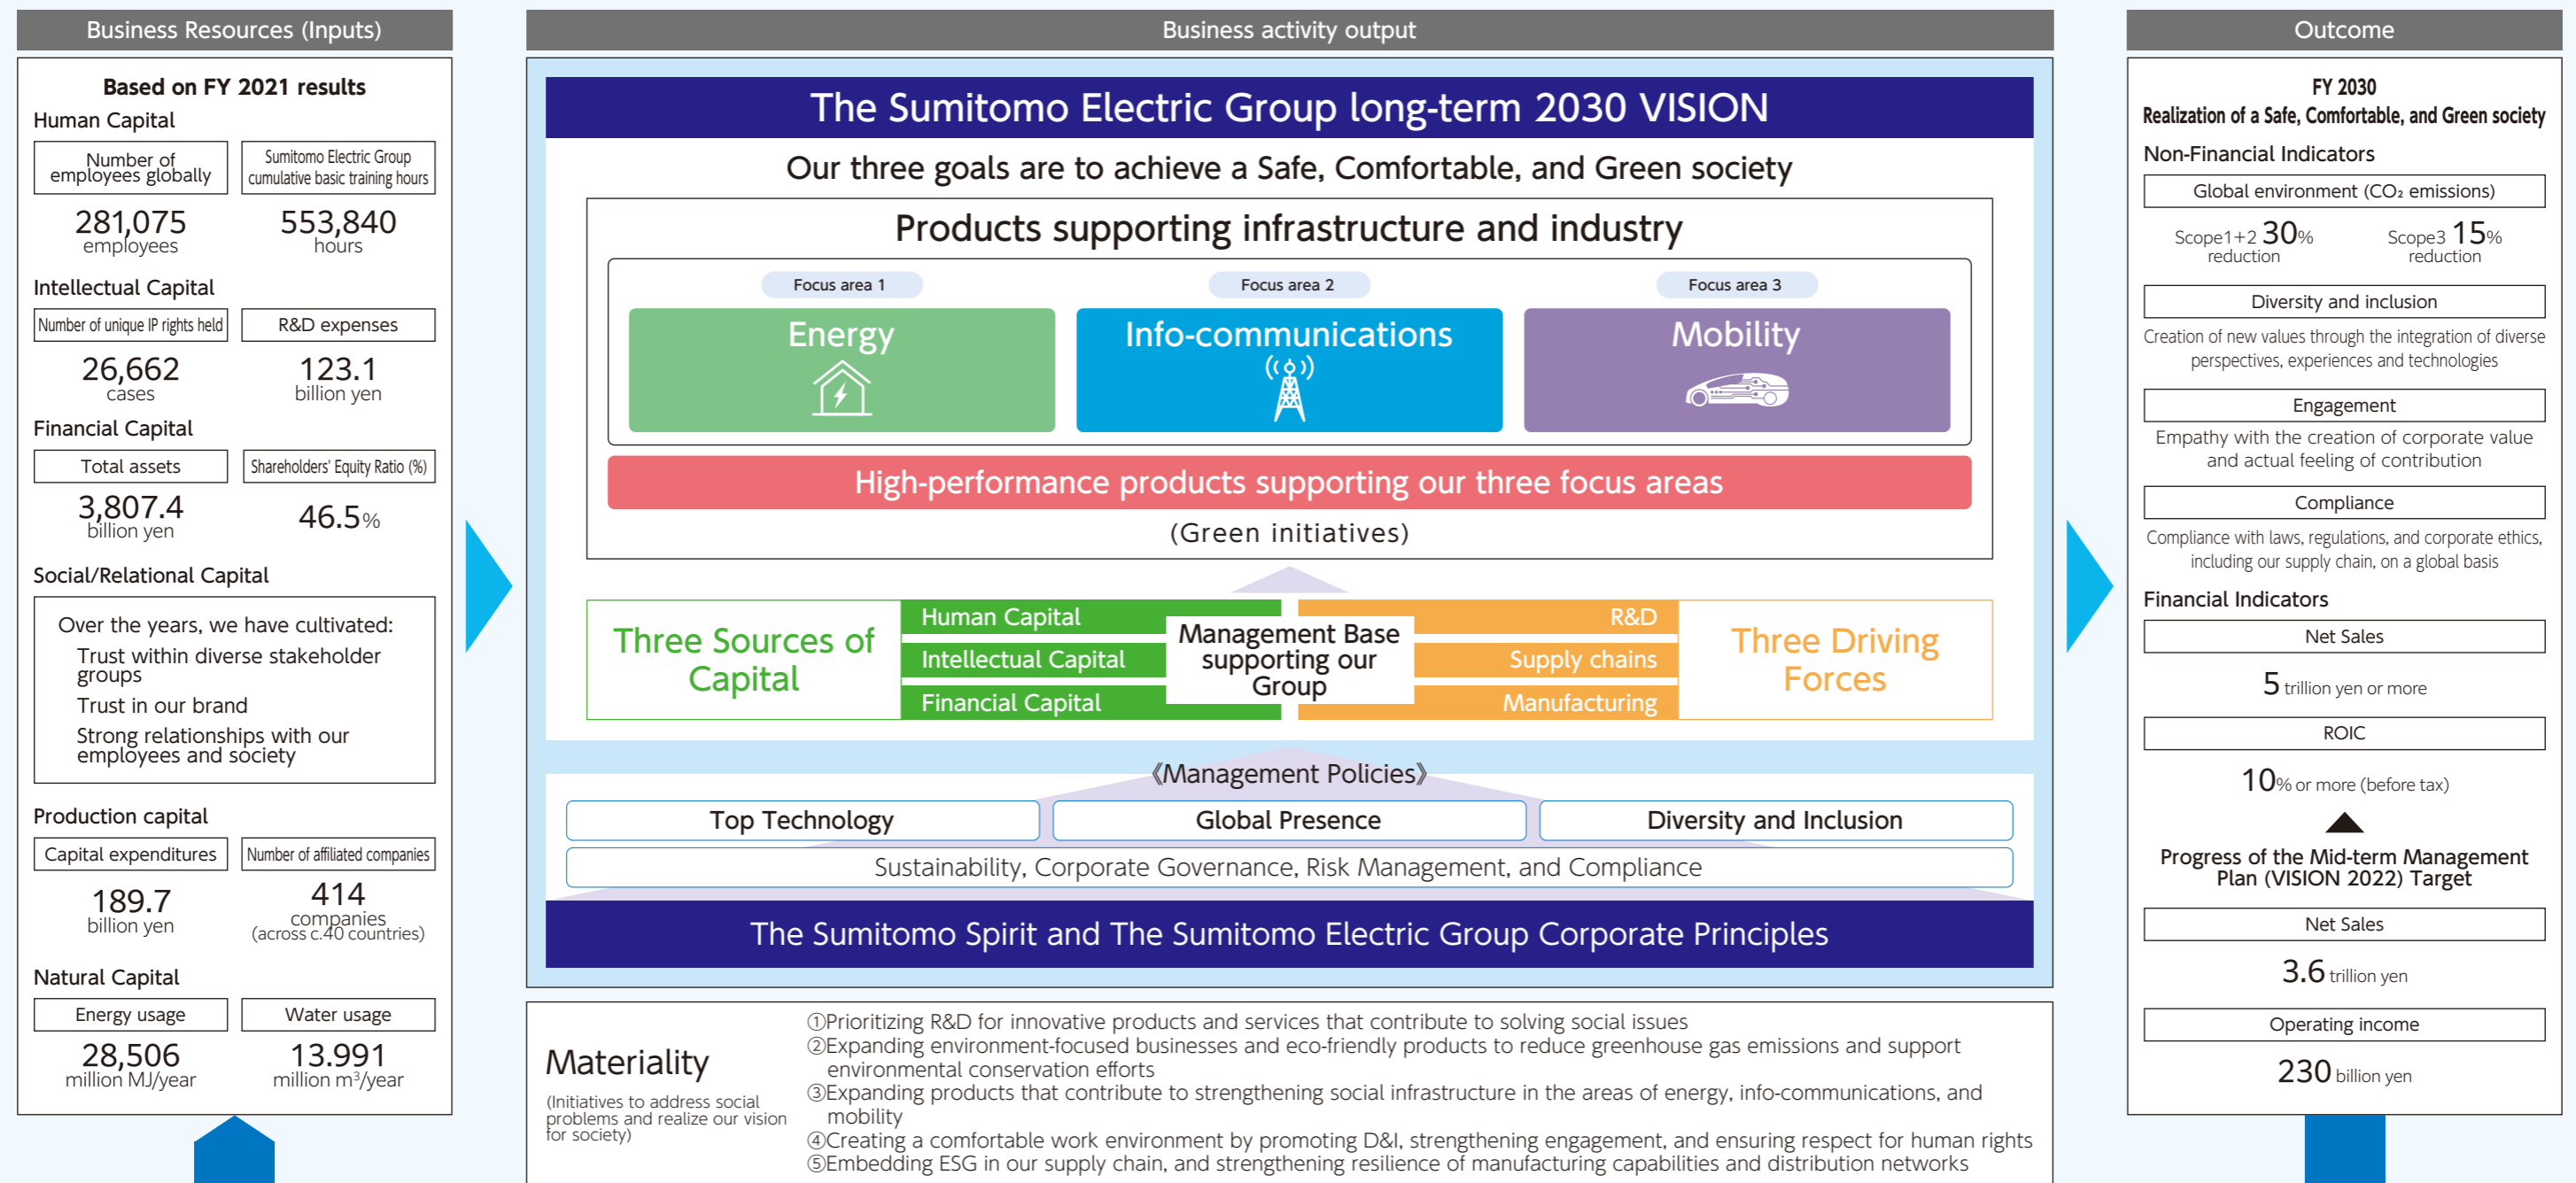 Business Resources (Inputs)
Based on FY 2021 results
Human Capital
Number of
employees globally
281,075
employees
Sumitomo Electric Group
cumulative basic training hours
553,840
hours
Intellectual Capital
Number of unique IP rights held
26,662
cases
R&D expenses
123.1
billion yen
Financial Capital
Total assets
3,807.4
billion yen
Shareholders' Equity Ratio (%)
46.5%
Social/Relational Capital
Over the years, we have cultivated:
Trust within diverse stakeholder
groups
Trust in our brand
Strong relationships with our
employees and society
Production capital
Capital expenditures
189.7
billion yen
Number of affiliated companies
414
companies
(across c.40 countries)
Natural Capital
Energy usage
28,506
million MJ/year
Water usage
13.991
million m³/year
Business activity output
The Sumitomo Electric Group long-term 2030 VISION
Our three goals are to achieve a Safe, Comfortable, and Green society
Products supporting infrastructure and industry
Focus area 1
Energy
Focus area 2
Info-communications
Focus area 3
Mobility
High-performance products supporting our three focus areas
(Green initiatives)
Three Sources of
Capital
Human Capital
Intellectual Capital
Financial Capital
Management Base
supporting our
Group
R&D
Supply chains
Manufacturing
Three Driving
Forces
《Management Policies》
Top Technology
Global Presence
Diversity and Inclusion
Sustainability, Corporate Governance, Risk Management, and Compliance
The Sumitomo Spirit and The Sumitomo Electric Group Corporate Principles
Materiality
(Initiatives to address social
problems and realize our vision
for society)
①Prioritizing R&D for innovative products and services that contribute to solving social issues
②Expanding environment-focused businesses and eco-friendly products to reduce greenhouse gas emissions and support
environmental conservation efforts
③Expanding products that contribute to strengthening social infrastructure in the areas of energy, info-communications, and
mobility
④Creating a comfortable work environment by promoting D&I, strengthening engagement, and ensuring respect for human rights
⑤Embedding ESG in our supply chain, and strengthening resilience of manufacturing capabilities and distribution networks
Outcome
FY 2030
Realization of a Safe, Comfortable, and Green society
Non-Financial Indicators
Global environment (CO₂ emissions)
Scope1+2 30%
reduction
Scope3 15%
reduction
Diversity and inclusion
Creation of new values through the integration of diverse
perspectives, experiences and technologies
Engagement
Empathy with the creation of corporate value
and actual feeling of contribution
Compliance
Compliance with laws, regulations, and corporate ethics,
including our supply chain, on a global basis
Financial Indicators
Net Sales
5 trillion yen or more
ROIC
10% or more (before tax)
Progress of the Mid-term Management
Plan (VISION 2022) Target
Net Sales
3.6 trillion yen
Operating income
230 billion yen